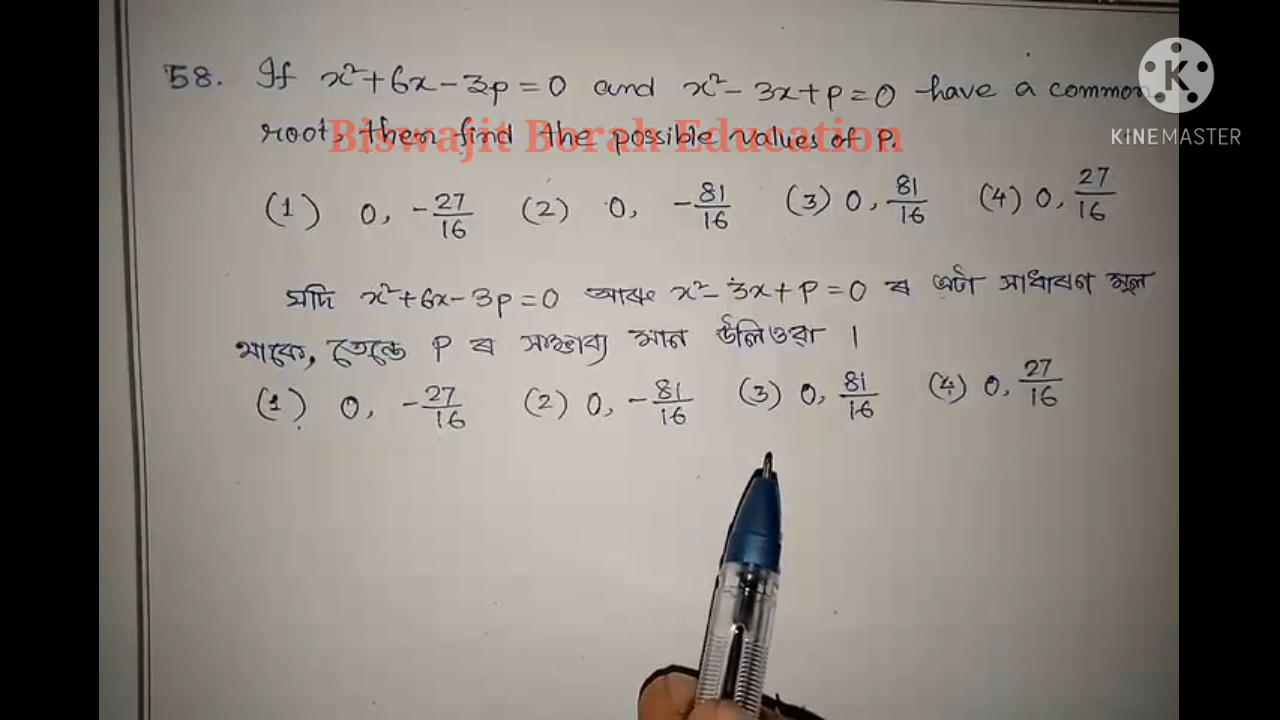 58. If x²+6x-3p=0 and x²-3x+p=0 have a common
root, then find the possible values of P.
Biswajit Borah Education
K
KINEMASTER
(1) 0, -27/16 (2) 0, -81/16 (3) 0, 81/16 (4) 0, 27/16
যদি x²+6x-3p=0 আৰু x²-3x+p=0 ৰ এটা সাধাৰণ মূল
থাকে, তেন্তে P ৰ সম্ভাব্য মান উলিওৱা ।
(1) 0, -27/16 (2) 0, -81/16 (3) 0, 81/16 (4) 0, 27/16